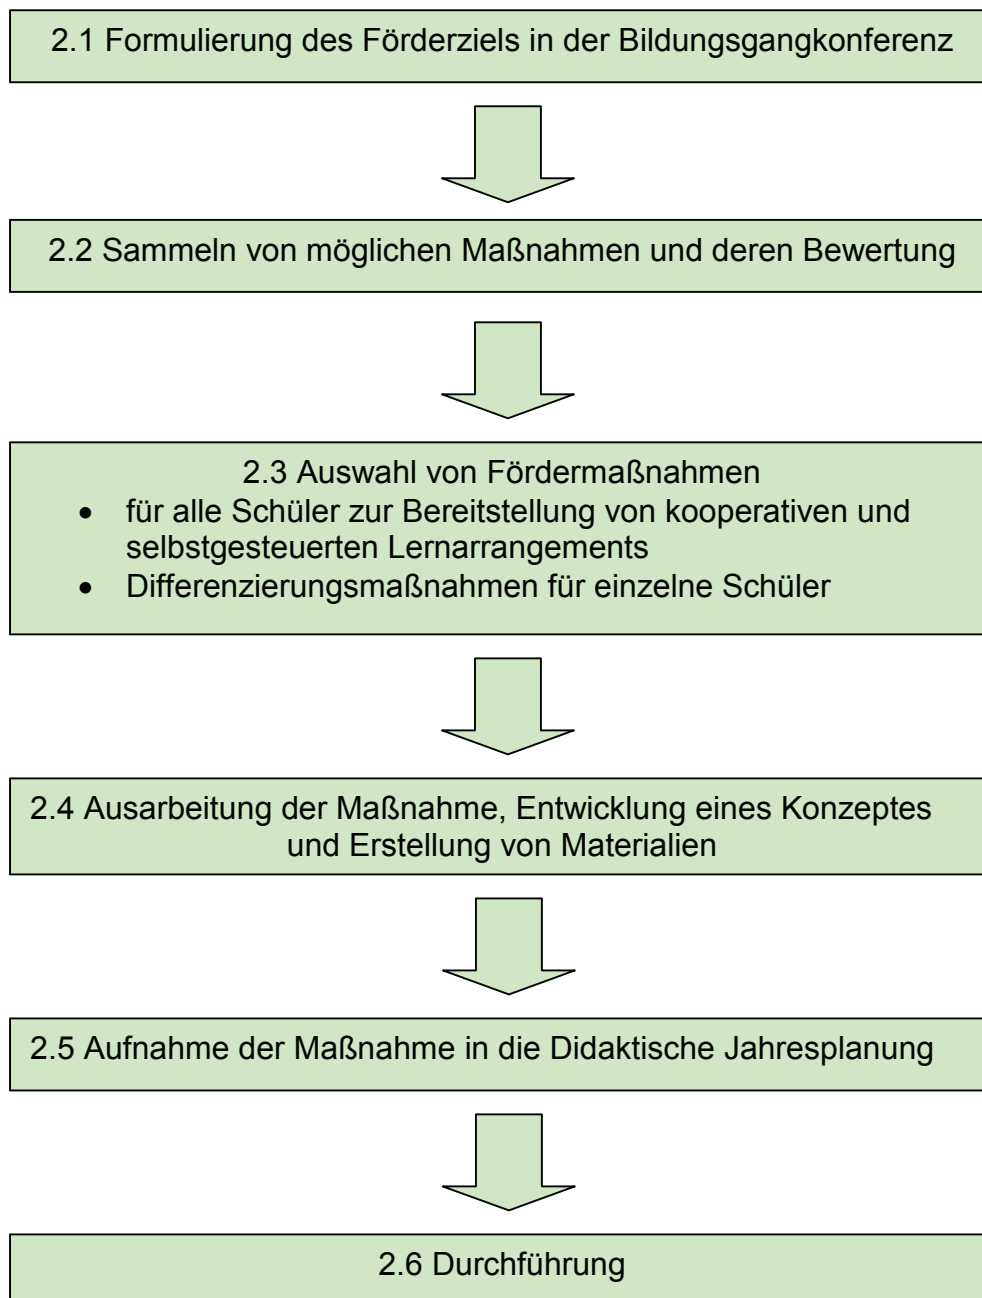 2.1 Formulierung des Förderziels in der Bildungsgangkonferenz
2.2 Sammeln von möglichen Maßnahmen und deren Bewertung
2.3 Auswahl von Fördermaßnahmen
• für alle Schüler zur Bereitstellung von kooperativen und
selbstgesteuerten Lernarrangements
• Differenzierungsmaßnahmen für einzelne Schüler
2.4 Ausarbeitung der Maßnahme, Entwicklung eines Konzeptes
und Erstellung von Materialien
2.5 Aufnahme der Maßnahme in die Didaktische Jahresplanung
2.6 Durchführung